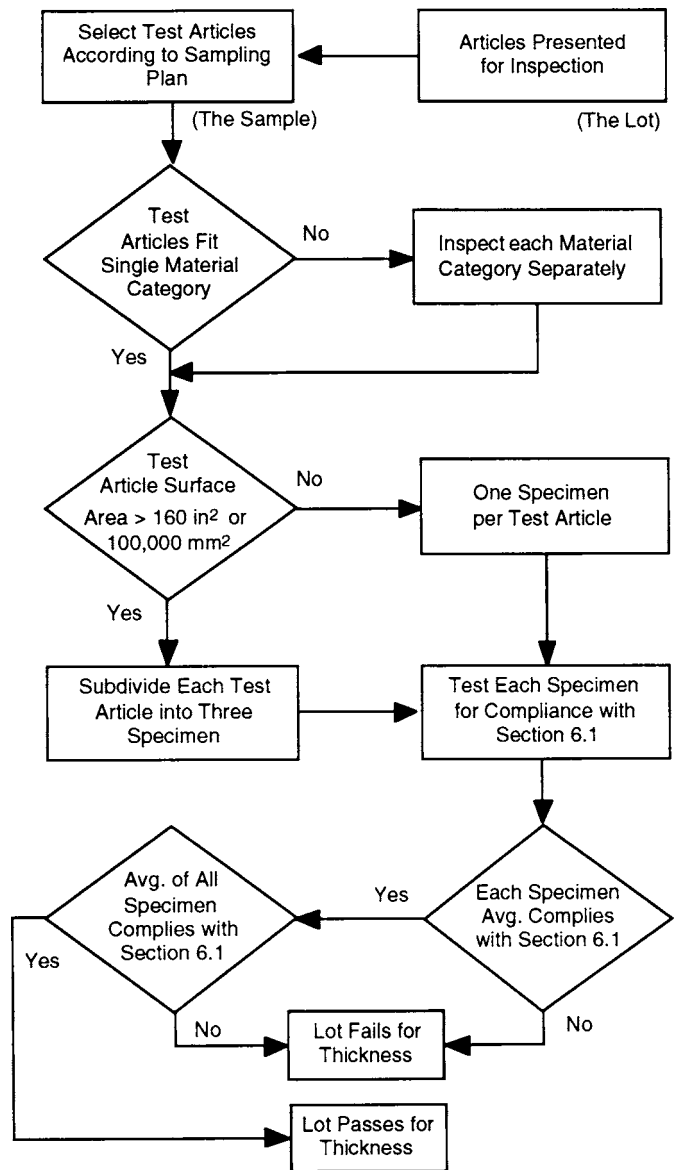 Select Test Articles
According to Sampling
Plan
Articles Presented
for Inspection
(The Sample)
(The Lot)
Test
Articles Fit
Single Material
Category
No
Inspect each Material
Category Separately
Yes
Test
Article Surface
Area > 160 in² or
100,000 mm²
No
One Specimen
per Test Article
Yes
Subdivide Each Test
Article into Three
Specimen
Test Each Specimen
for Compliance with
Section 6.1
Each Specimen
Avg. Complies
with Section 6.1
Yes
Avg. of All
Specimen
Complies with
Section 6.1
Yes
No
Lot Fails for
Thickness
No
Lot Passes for
Thickness